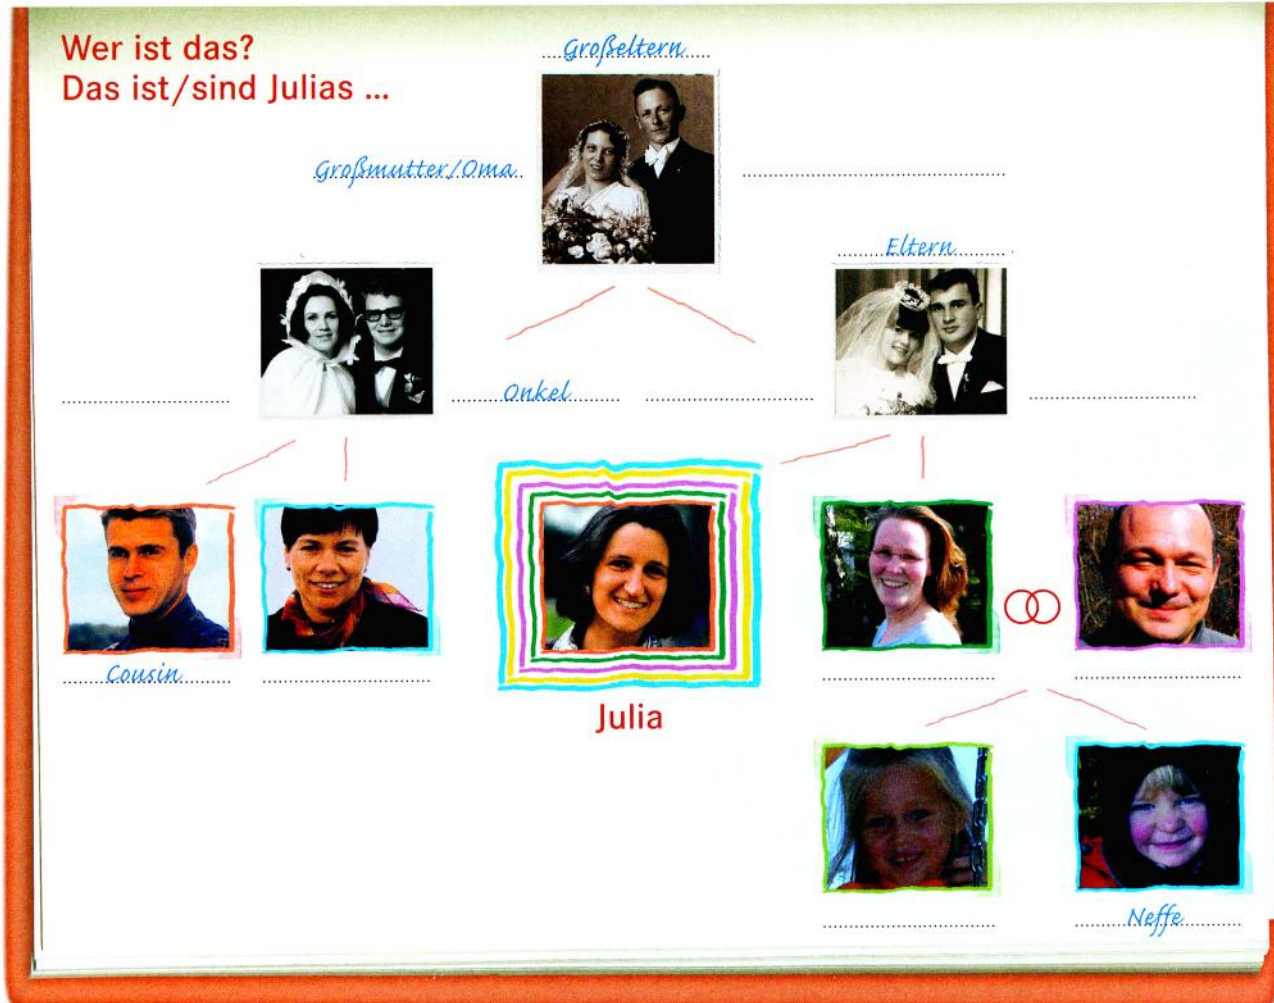 Wer ist das?
Das ist/sind Julias ...
Großeltern
Großmutter/Oma
Eltern
Onkel
Cousin
Julia
Neffe